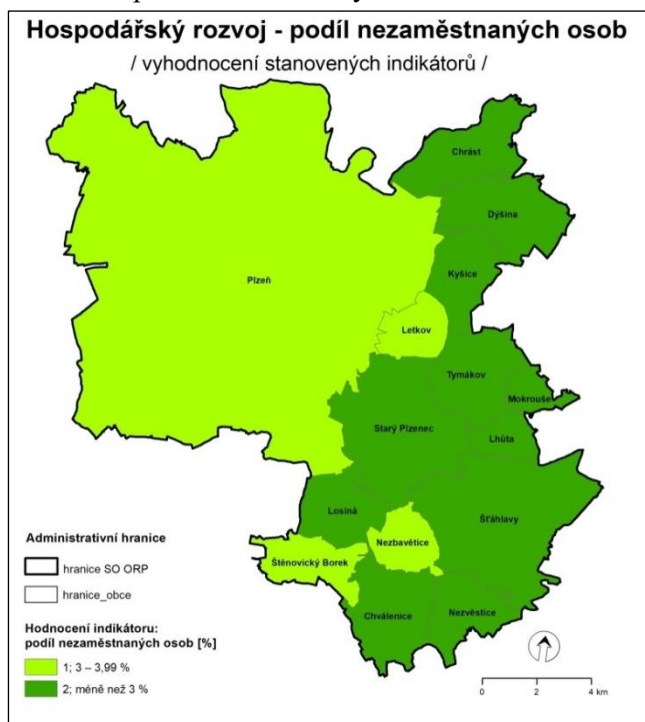 Hospodářský rozvoj - podíl nezaměstnaných osob
/ vyhodnocení stanovených indikátorů /
Chrást
Dýšina
Kyšice
Plzeň
Letkov
Tymákov
Mokrouše
Starý Plzenec
Lhůta
Losiná
Šťáhlavy
Nezbavětice
Štěnovický Borek
Chválenice
Nezvěstice
Administrativní hranice
hranice SO ORP
hranice_obce
Hodnocení indikátoru:
podíl nezaměstnaných osob [%]
1; 3 – 3,99 %
2; méně než 3 %
0 2 4 km